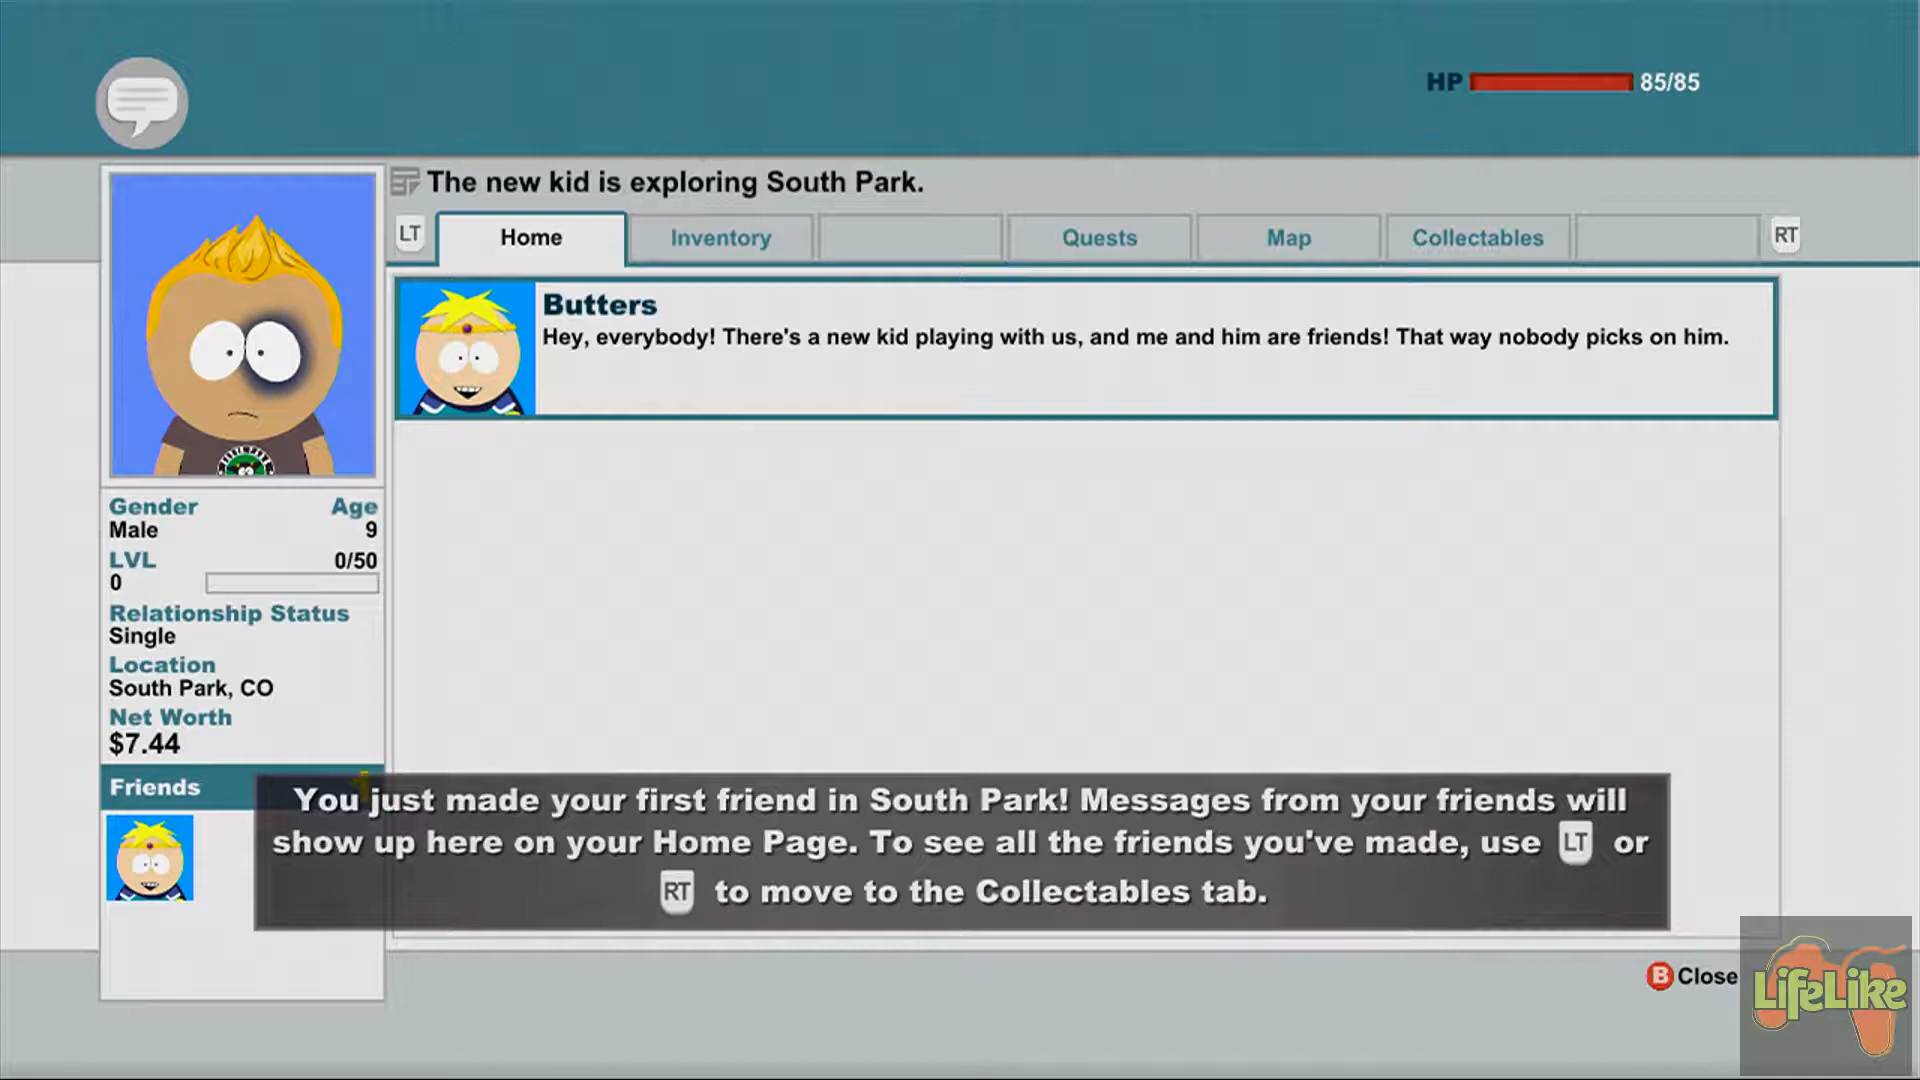 HP 85/85
The new kid is exploring South Park.
LT Home Inventory Quests Map Collectables RT
Butters
Hey, everybody! There's a new kid playing with us, and me and him are friends! That way nobody picks on him.
Gender Age
Male 9
LVL 0/50
0
Relationship Status
Single
Location
South Park, CO
Net Worth
$7.44
Friends 1
You just made your first friend in South Park! Messages from your friends will
show up here on your Home Page. To see all the friends you've made, use LT or
RT to move to the Collectables tab.
B Close
LifeLike